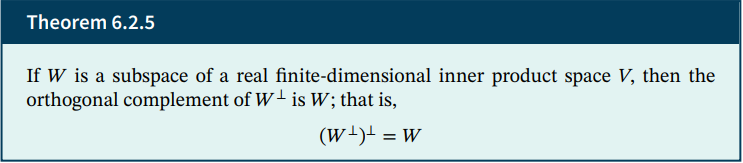 Theorem 6.2.5
If W is a subspace of a real finite-dimensional inner product space V, then the
orthogonal complement of W⊥ is W; that is,
(W⊥)⊥ = W